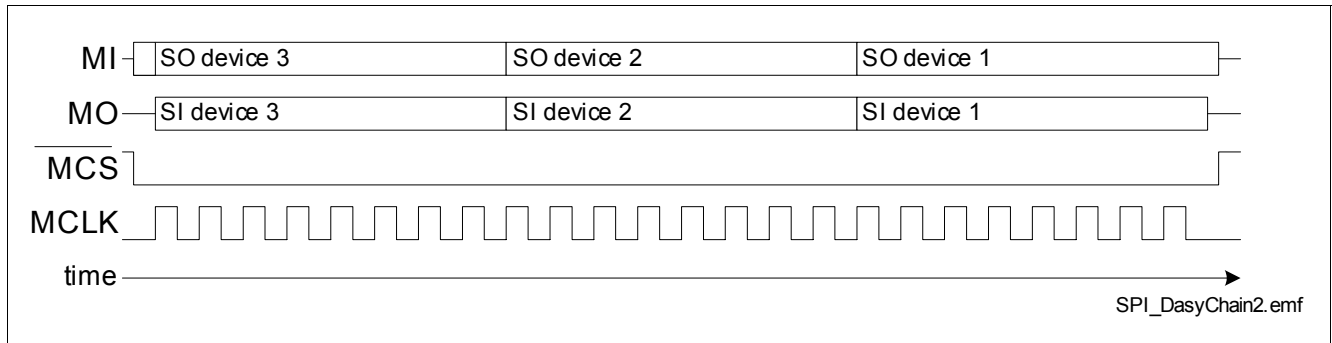 MI SO device 3 SO device 2 SO device 1
MO SI device 3 SI device 2 SI device 1
MCS
MCLK
time
SPI_DasyChain2.emf